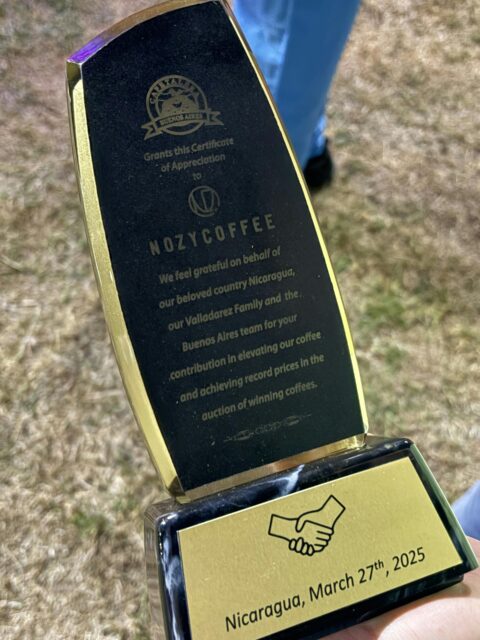 BUENOS AIRES
Grants this Certificate
of Appreciation
to
NOZYCOFFEE
We feel grateful on behalf of
our beloved country Nicaragua,
our Valladarez Family and the
Buenos Aires team for your
contribution in elevating our coffee
and achieving record prices in the
auction of winning coffees.
Nicaragua, March 27th, 2025